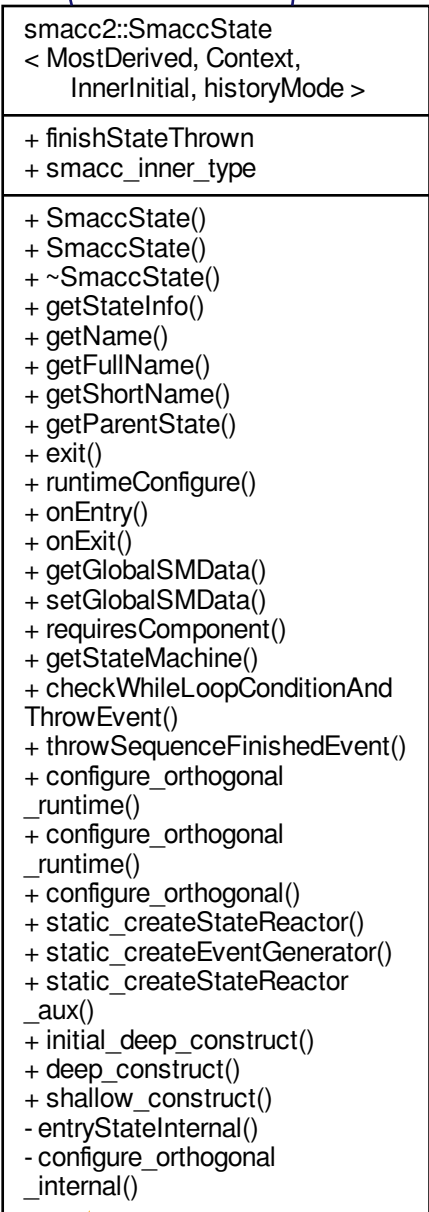 smacc2::SmaccState
< MostDerived, Context,
InnerInitial, historyMode >
+ finishStateThrown
+ smacc_inner_type
+ SmaccState()
+ SmaccState()
+ ~SmaccState()
+ getStateInfo()
+ getName()
+ getFullName()
+ getShortName()
+ getParentState()
+ exit()
+ runtimeConfigure()
+ onEntry()
+ onExit()
+ getGlobalSMData()
+ setGlobalSMData()
+ requiresComponent()
+ getStateMachine()
+ checkWhileLoopConditionAnd
ThrowEvent()
+ throwSequenceFinishedEvent()
+ configure_orthogonal
_runtime()
+ configure_orthogonal
_runtime()
+ configure_orthogonal()
+ static_createStateReactor()
+ static_createEventGenerator()
+ static_createStateReactor
_aux()
+ initial_deep_construct()
+ deep_construct()
+ shallow_construct()
- entryStateInternal()
- configure_orthogonal
_internal()